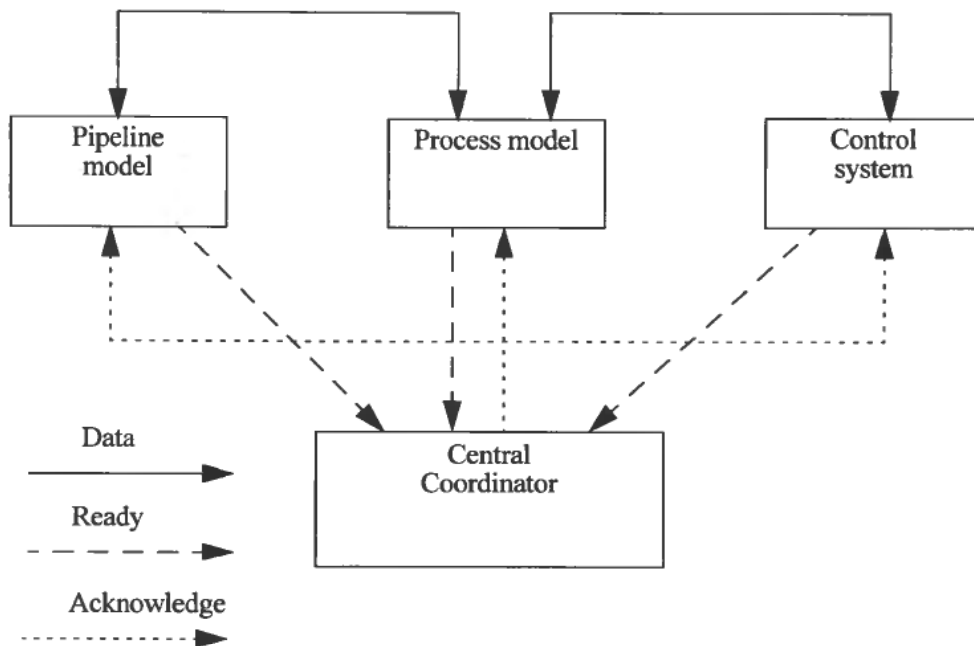 Pipeline
model
Process model
Control
system
Central
Coordinator
Data
Ready
Acknowledge